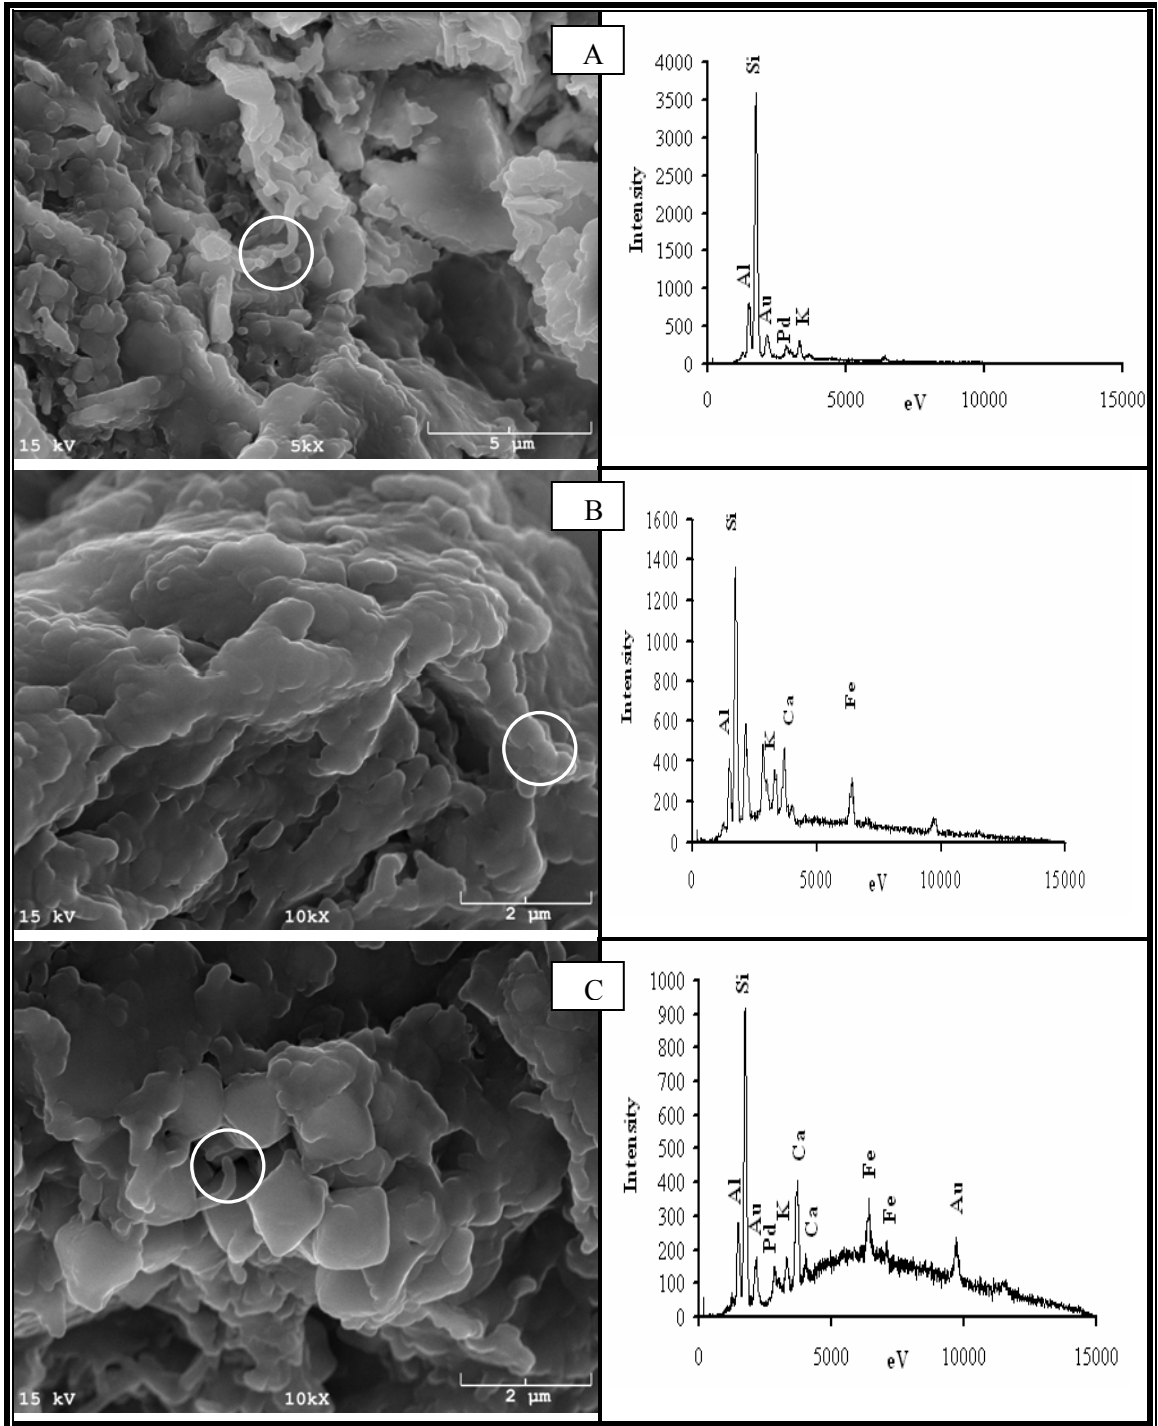 A
15 kV 5kX 5 µm
4000
3500
3000
2500
2000
1500
1000
500
0
Intensity
Si
Al
Au
Pd
K
0 5000 10000 15000
eV
B
15 kV 10kX 2 µm
1600
1400
1200
1000
800
600
400
200
0
Intensity
Si
Al
K
Ca
Fe
0 5000 10000 15000
eV
C
15 kV 10kX 2 µm
1000
900
800
700
600
500
400
300
200
100
0
Intensity
Si
Al
Au
Pd
K
Ca
Ca
Fe
Fe
Au
0 5000 10000 15000
eV